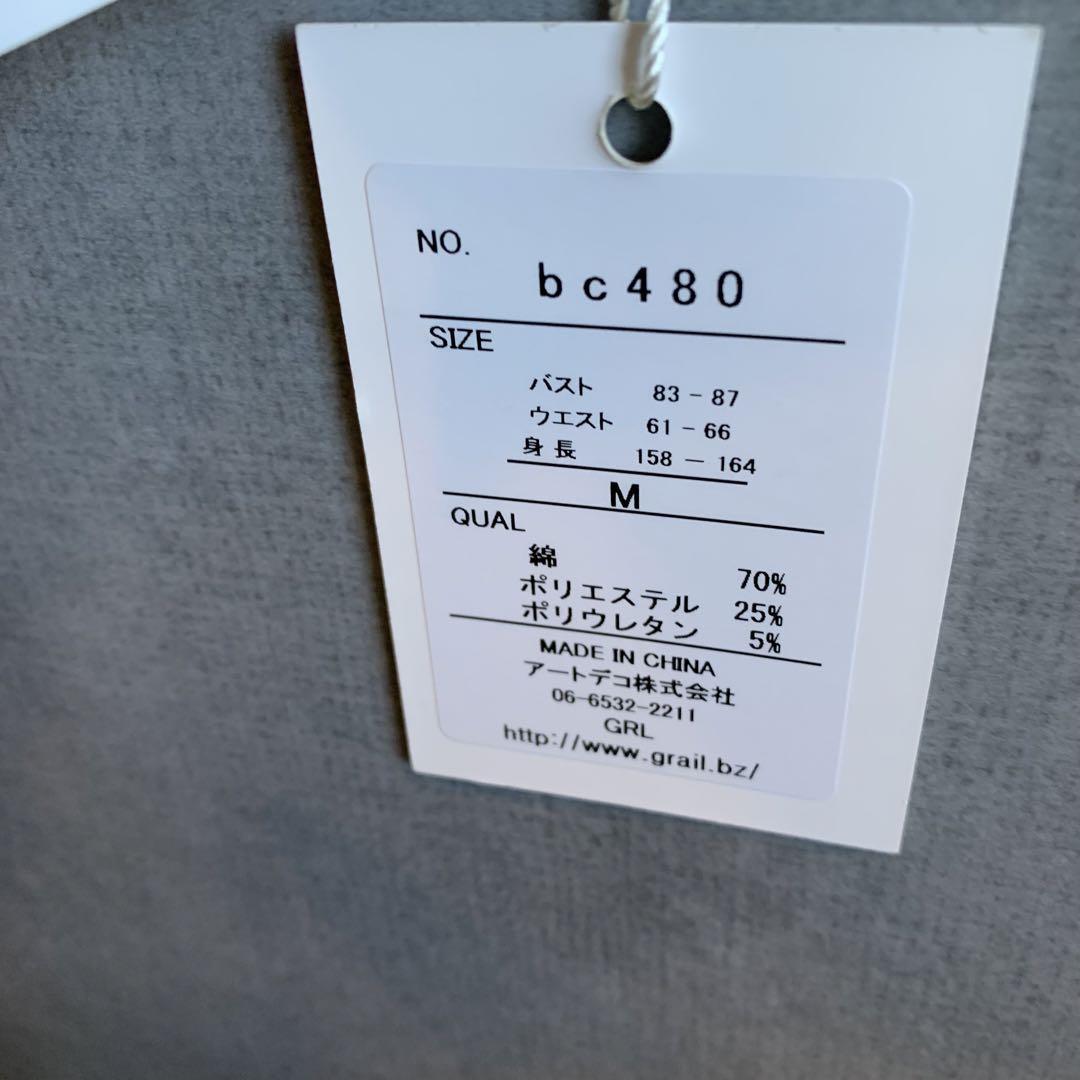 NO.
bc480
SIZE
バスト 83-87
ウエスト 61-66
身長 158-164
M
QUAL
綿 70%
ポリエステル 25%
ポリウレタン 5%
MADE IN CHINA
アートデコ株式会社
06-6532-2211
GRL
http://www.grail.bz/